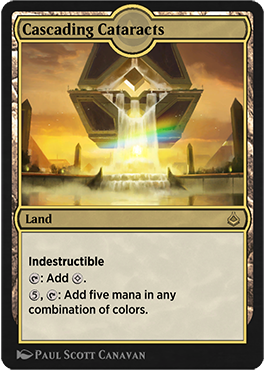 Cascading Cataracts
Land
Indestructible
: Add .
5, : Add five mana in any
combination of colors.
Paul Scott Canavan